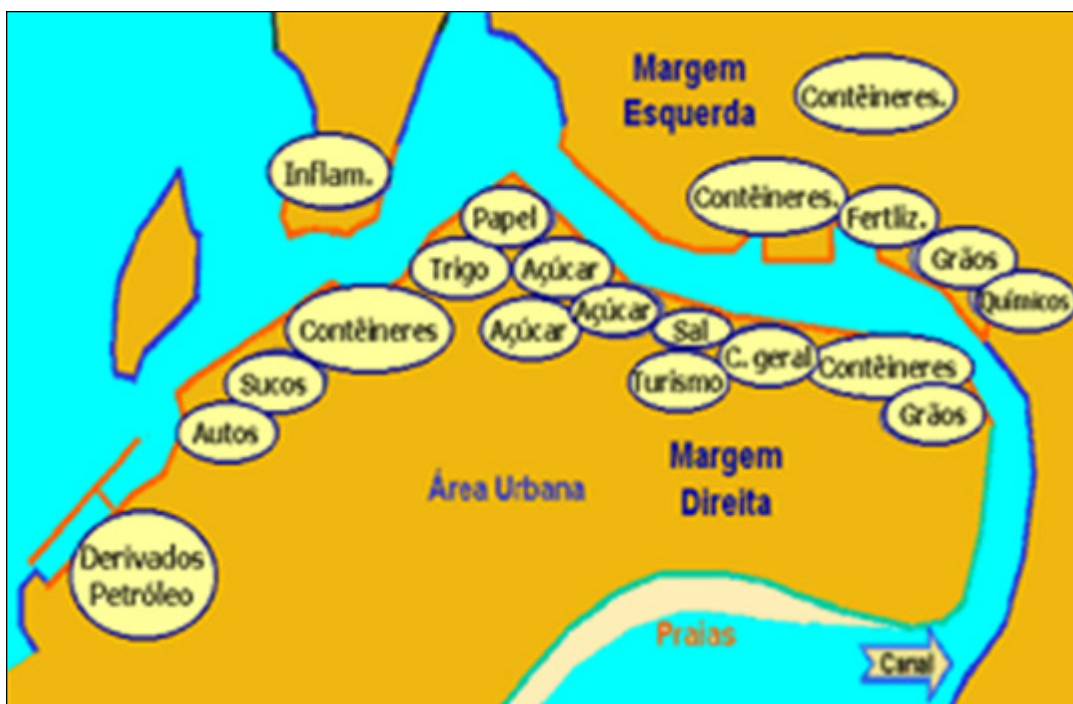 Margem
Esquerda
Contêineres.
Inflam.
Contêineres.
Papel
Fertliz.
Trigo
Açúcar
Grãos
Químicos
Contêineres
Açúcar
Açúcar
Sal
C. geral
Contêineres
Sucos
Turismo
Autos
Grãos
Margem
Direita
Área Urbana
Derivados
Petróleo
Praias
Canal